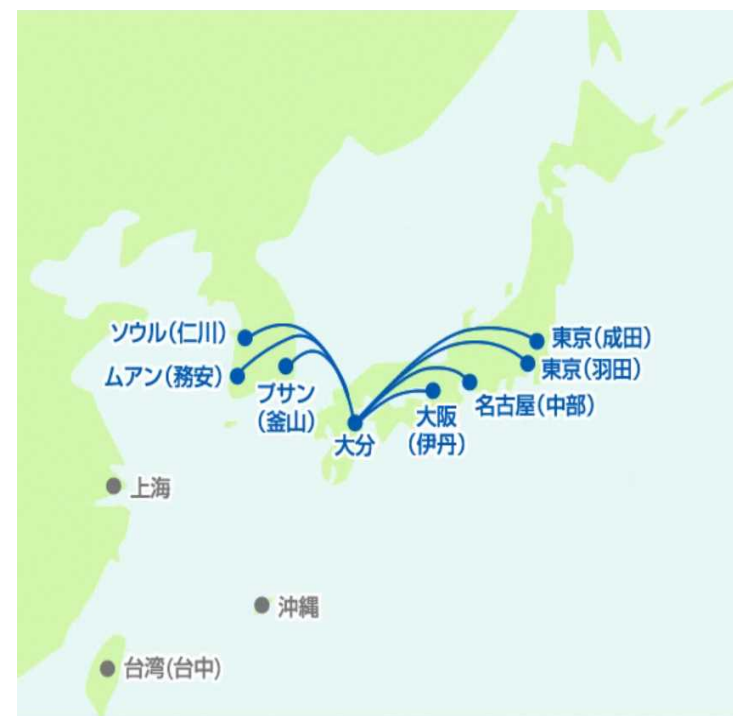 ソウル(仁川)
ムアン(務安)
プサン
(釜山)
大分
大阪
(伊丹)
名古屋(中部)
東京(成田)
東京(羽田)
上海
沖縄
台湾(台中)